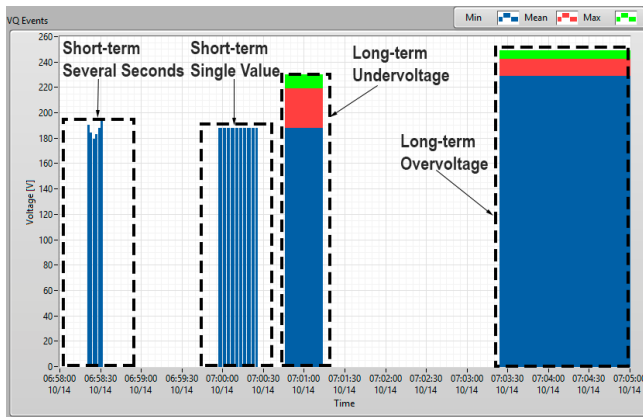 VQ Events
Min Mean Max
Short-term
Several Seconds
Short-term
Single Value
Long-term
Undervoltage
Long-term
Overvoltage
Voltage [V]
260
240
220
200
180
160
140
120
100
80
60
40
20
0
06:58:00 06:58:30 06:59:00 06:59:30 07:00:00 07:00:30 07:01:00 07:01:30 07:02:00 07:02:30 07:03:00 07:03:30 07:04:00 07:04:30 07:05:00
10/14 10/14 10/14 10/14 10/14 10/14 10/14 10/14 10/14 10/14 10/14 10/14 10/14 10/14 10/14
Time